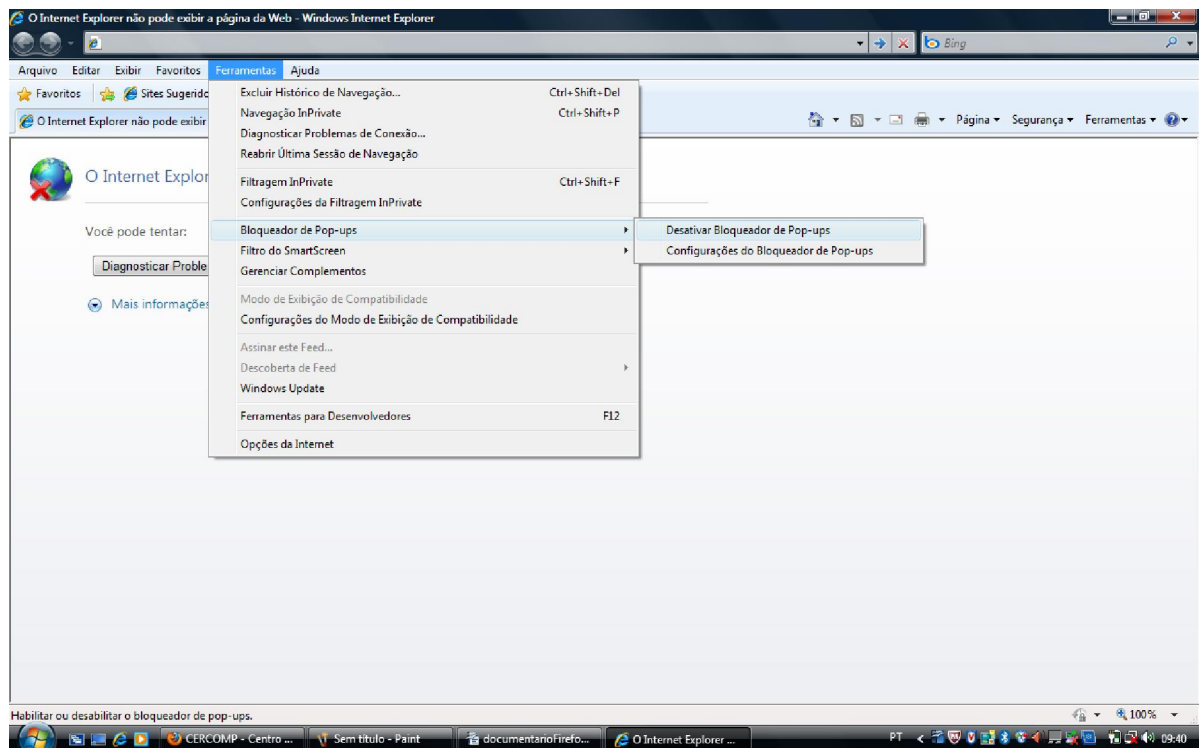 O Internet Explorer não pode exibir a página da Web - Windows Internet Explorer
Bing
Arquivo Editar Exibir Favoritos Ferramentas Ajuda
Favoritos Sites Sugerido
O Internet Explorer não pode exibir
Página Segurança Ferramentas
Excluir Histórico de Navegação... Ctrl+Shift+Del
Navegação InPrivate Ctrl+Shift+P
Diagnosticar Problemas de Conexão...
Reabrir Última Sessão de Navegação
Filtragem InPrivate Ctrl+Shift+F
Configurações da Filtragem InPrivate
Bloqueador de Pop-ups
Filtro do SmartScreen
Gerenciar Complementos
Modo de Exibição de Compatibilidade
Configurações do Modo de Exibição de Compatibilidade
Assinar este Feed...
Descoberta de Feed
Windows Update
Ferramentas para Desenvolvedores F12
Opções da Internet
Desativar Bloqueador de Pop-ups
Configurações do Bloqueador de Pop-ups
O Internet Explor
Você pode tentar:
Diagnosticar Proble
Mais informações
Habilitar ou desabilitar o bloqueador de pop-ups.
100%
CERCOMP - Centro ... Sem título - Paint documentarioFirefo... O Internet Explorer ... PT 09:40